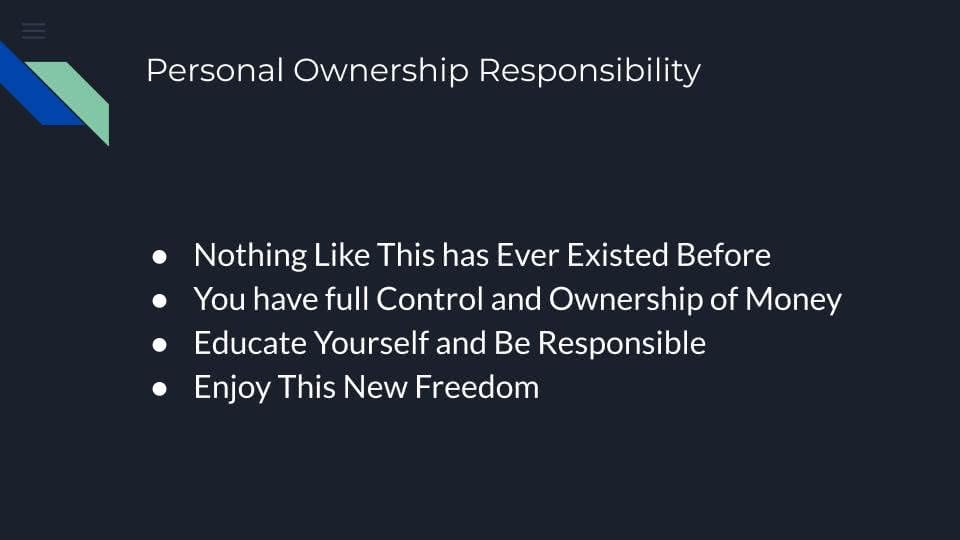 Personal Ownership Responsibility
● Nothing Like This has Ever Existed Before
● You have full Control and Ownership of Money
● Educate Yourself and Be Responsible
● Enjoy This New Freedom